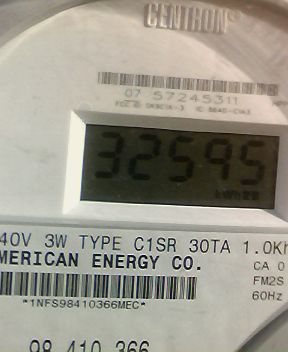 CENTRON®
07 57245311
32595
kWh
40V 3W TYPE C1SR 30TA 1.0Kh
MERICAN ENERGY CO.
CA 0
FM2S
60Hz
*1NFS98410366MEC*
98 410 366